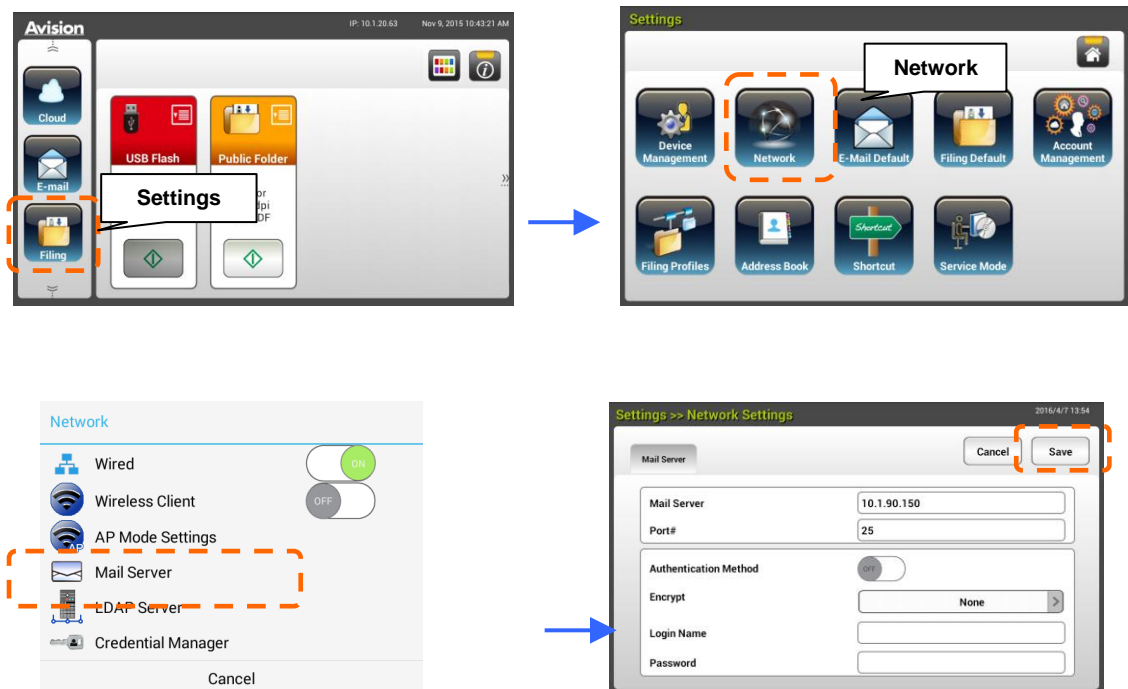 Avision
IP: 10.1.20.63 Nov 9, 2015 10:43:21 AM
Cloud
E-mail
Filing
USB Flash
Public Folder
Settings
Settings
Network
Device Management
Network
E-Mail Default
Filing Default
Account Management
Filing Profiles
Address Book
Shortcut
Shortcut
Service Mode
Network
Wired ON
Wireless Client OFF
AP
AP Mode Settings
Mail Server
LDAP Server
Credential Manager
Cancel
Settings >> Network Settings 2016/4/7 13:54
Mail Server Cancel Save
Mail Server 10.1.90.150
Port# 25
Authentication Method OFF
Encrypt None
Login Name
Password